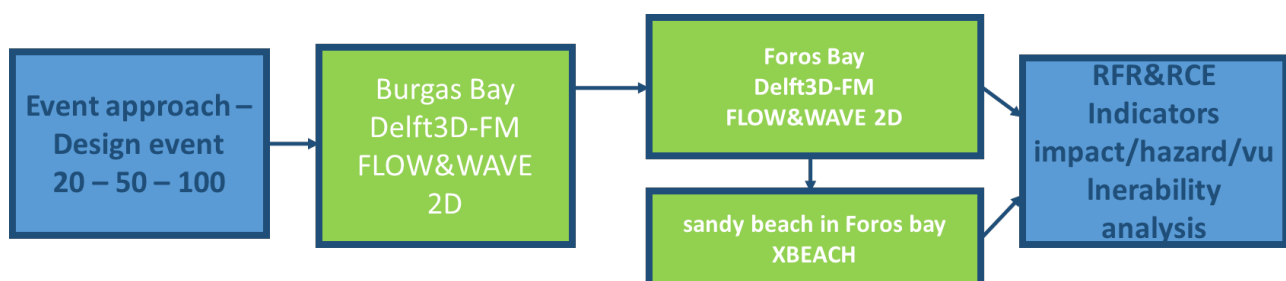 Event approach –
Design event
20 – 50 – 100
Burgas Bay
Delft3D-FM
FLOW&WAVE
2D
Foros Bay
Delft3D-FM
FLOW&WAVE 2D
sandy beach in Foros bay
XBEACH
RFR&RCE
Indicators
impact/hazard/vu
lnerability
analysis